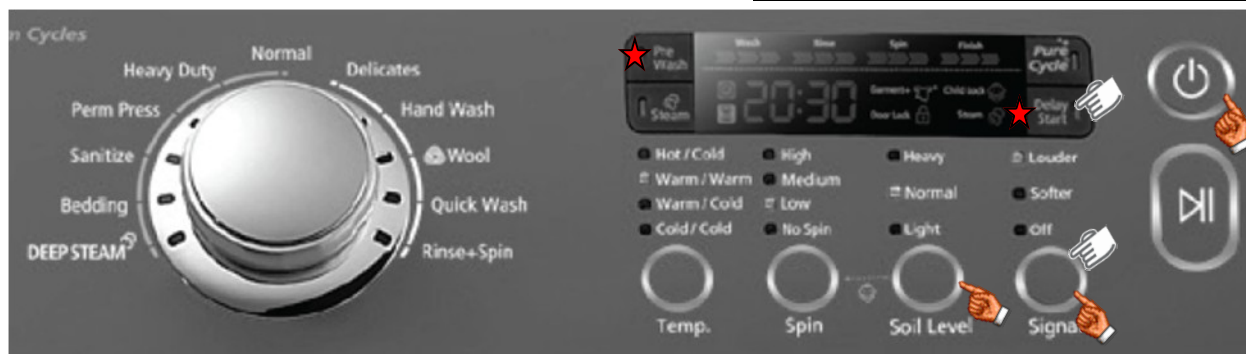 n Cycles
Normal
Heavy Duty
Delicates
Perm Press
Hand Wash
Sanitize
Wool
Bedding
Quick Wash
DEEP STEAM
Rinse+Spin
Pre Wash
Steam
Wash Rinse Spin Finish
20:30
Garment+ Child Lock
Door Lock Steam
Pure Cycle
Delay Start
Hot / Cold High Heavy Louder
Warm / Warm Medium Normal Softer
Warm / Cold Low Light Off
Cold / Cold No Spin
Temp. Spin Soil Level Signa